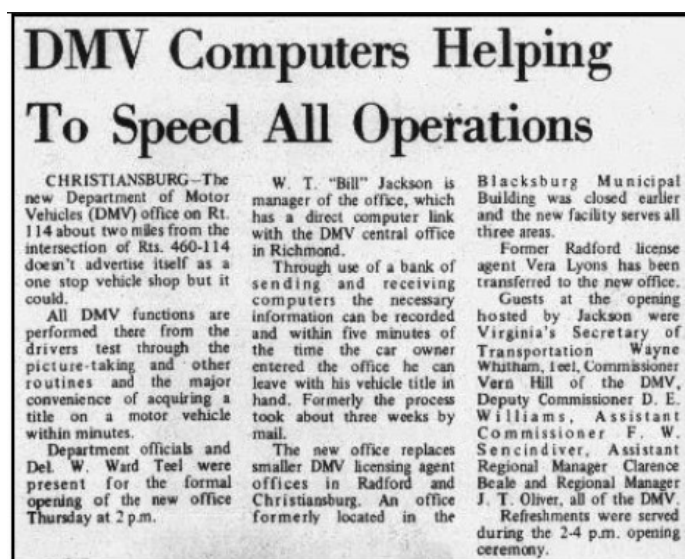 DMV Computers Helping
To Speed All Operations
CHRISTIANSBURG—The
new Department of Motor
Vehicles (DMV) office on Rt.
114 about two miles from the
intersection of Rts. 460-114
doesn't advertise itself as a
one stop vehicle shop but it
could.
All DMV functions are
performed there from the
drivers test through the
picture-taking and other
routines and the major
convenience of acquiring a
title on a motor vehicle
within minutes.
Department officials and
Del. W. Ward Teel were
present for the formal
opening of the new office
Thursday at 2 p.m.
W. T. "Bill" Jackson is
manager of the office, which
has a direct computer link
with the DMV central office
in Richmond.
Through use of a bank of
sending and receiving
computers the necessary
information can be recorded
and within five minutes of
the time the car owner
entered the office he can
leave with his vehicle title in
hand. Formerly the process
took about three weeks by
mail.
The new office replaces
smaller DMV licensing agent
offices in Radford and
Christiansburg. An office
formerly located in the
Blacksburg Municipal
Building was closed earlier
and the new facility serves all
three areas.
Former Radford license
agent Vera Lyons has been
transferred to the new office.
Guests at the opening
hosted by Jackson were
Virginia's Secretary of
Transportation Wayne
Whitham, Teel, Commissioner
Vern Hill of the DMV,
Deputy Commissioner D. E.
Williams, Assistant
Commissioner F. W.
Sencindiver, Assistant
Regional Manager Clarence
Beale and Regional Manager
J. T. Oliver, all of the DMV.
Refreshments were served
during the 2-4 p.m. opening
ceremony.